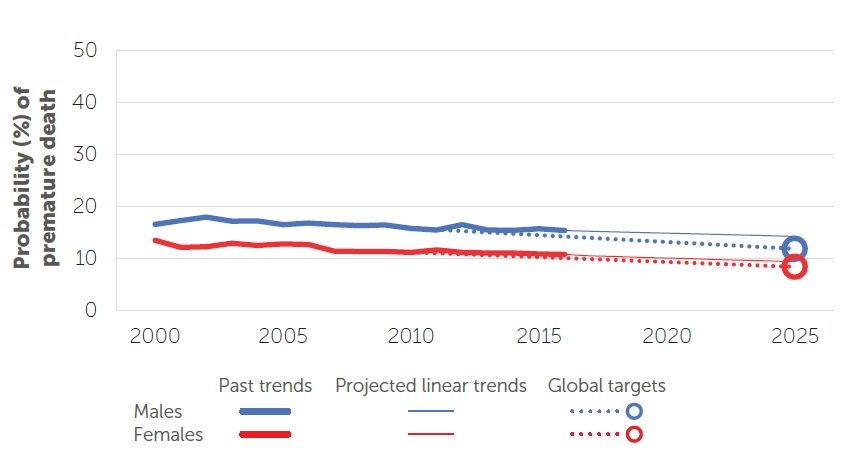 Probability (%) of
premature death
50
40
30
20
10
0
2000 2005 2010 2015 2020 2025
Past trends Projected linear trends Global targets
Males
Females